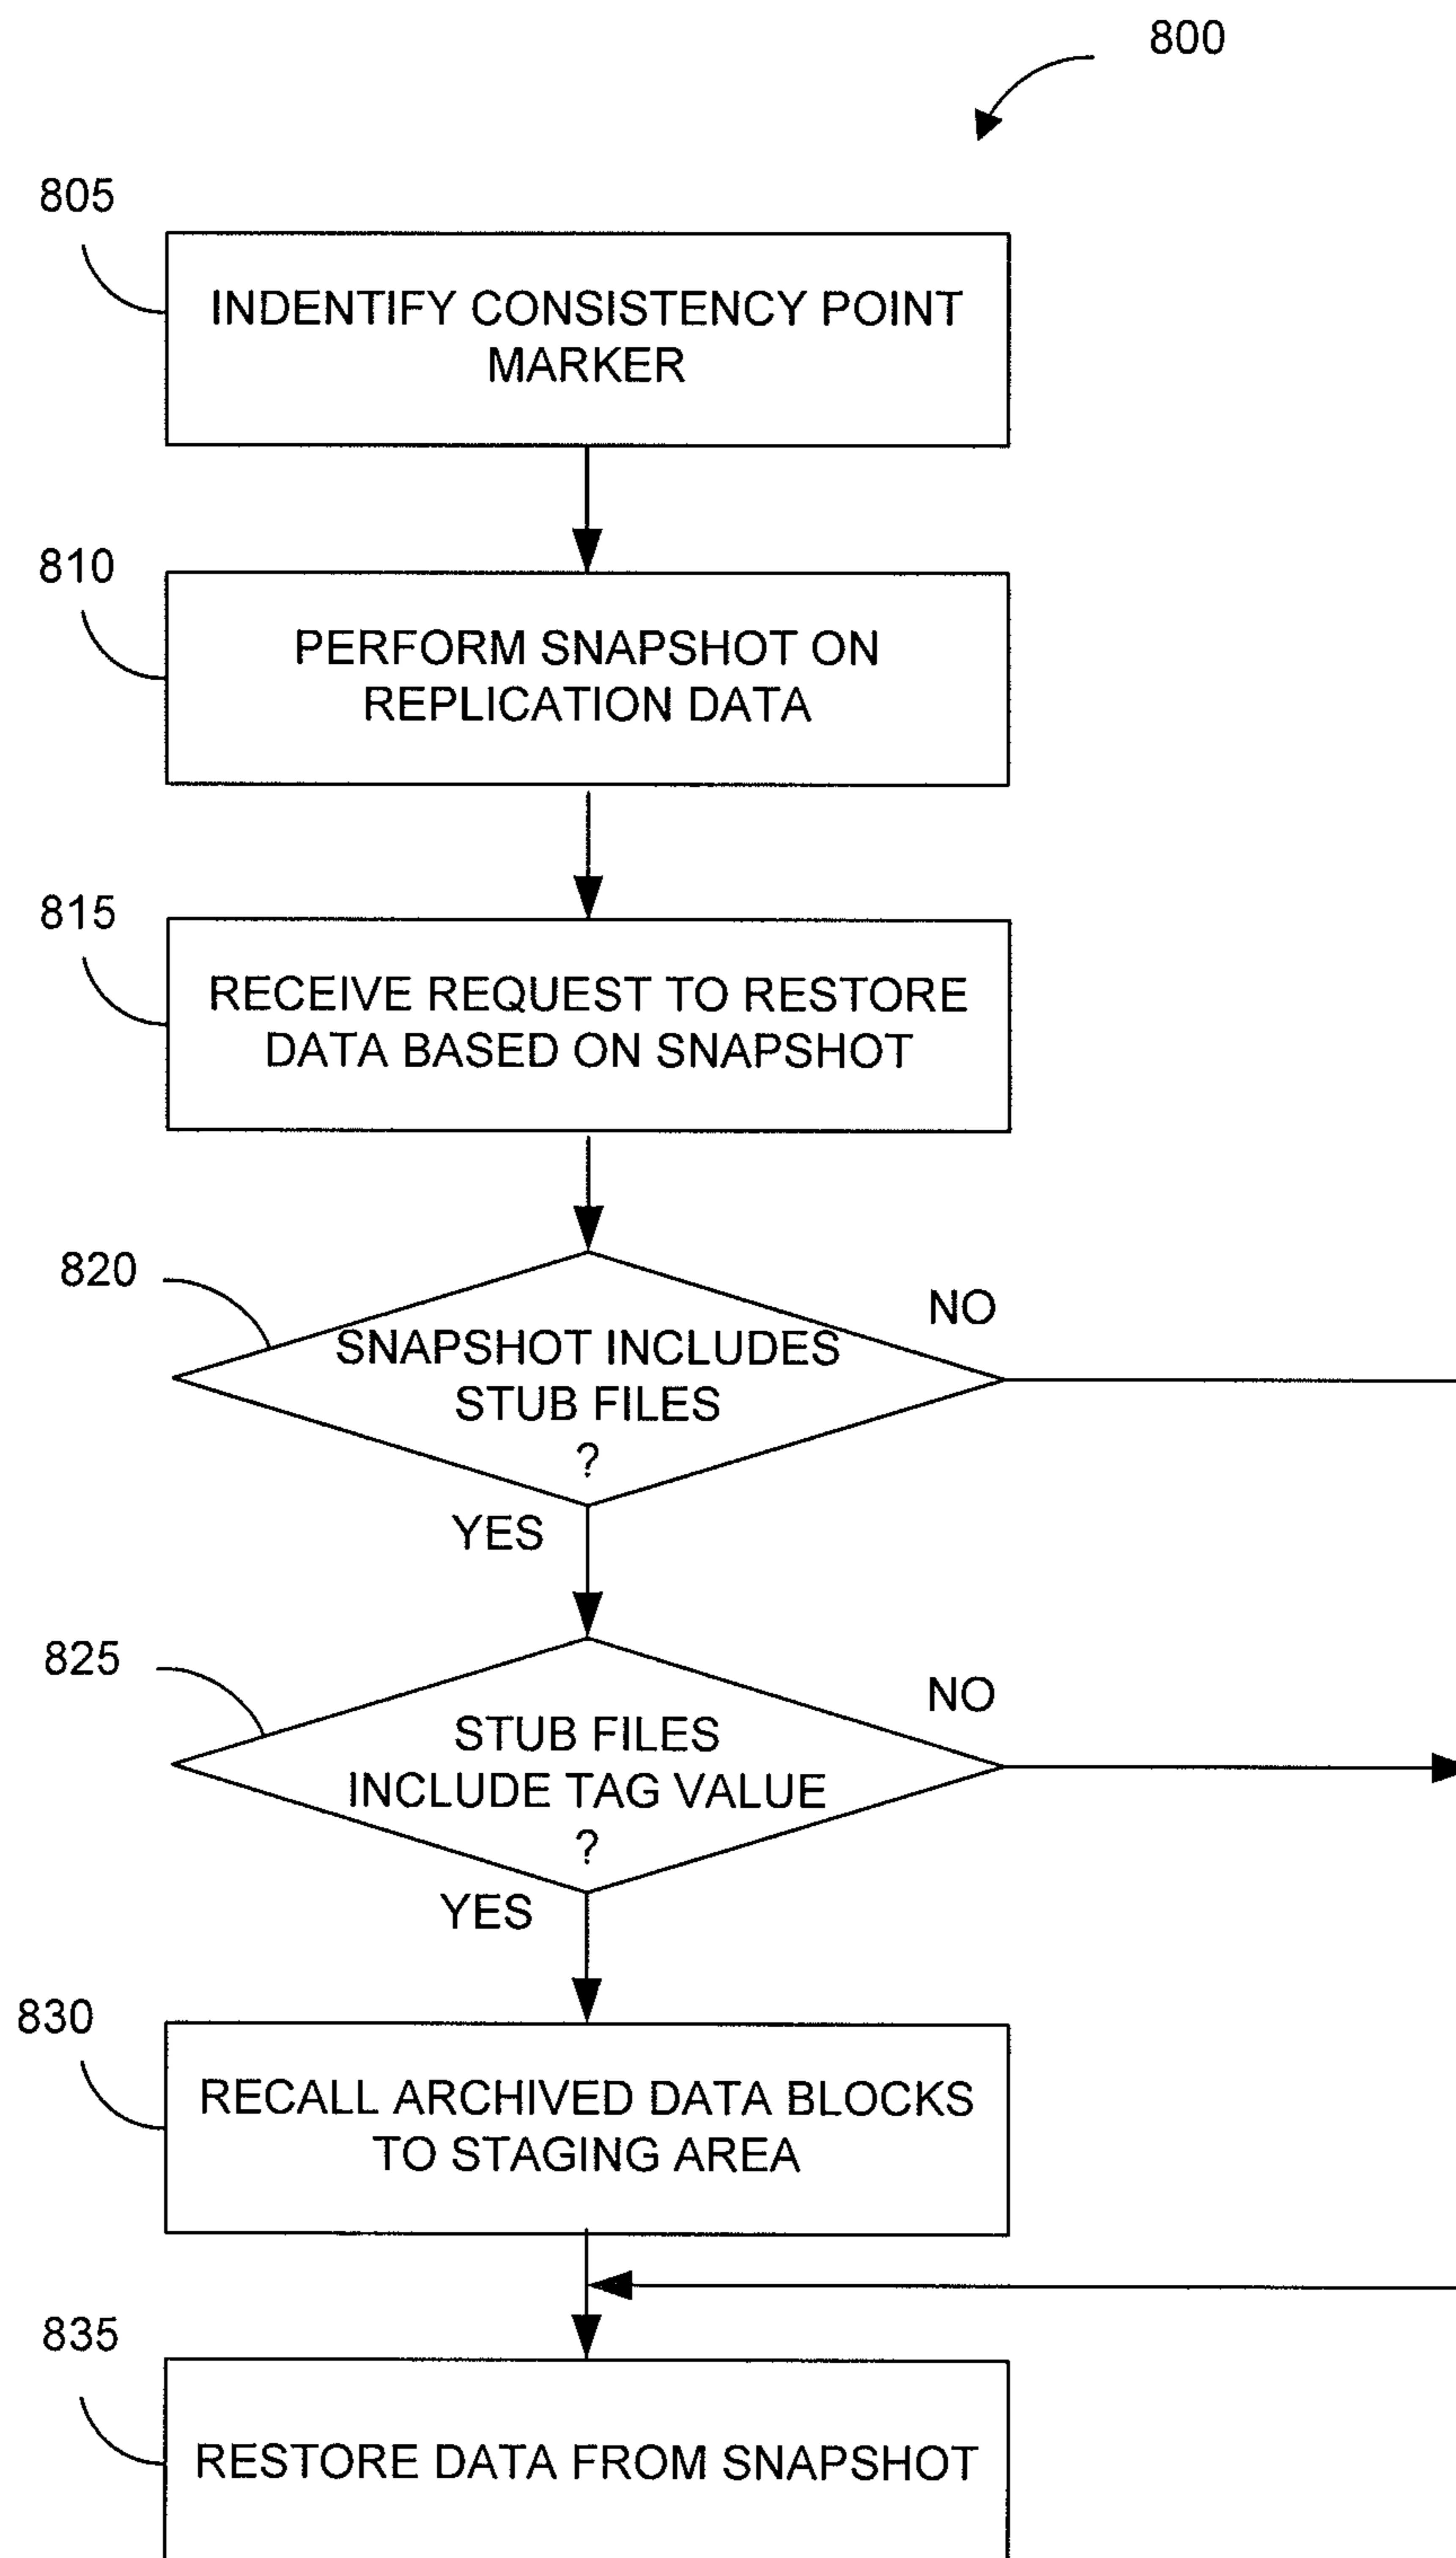 800
805
INDENTIFY CONSISTENCY POINT
MARKER
810
PERFORM SNAPSHOT ON
REPLICATION DATA
815
RECEIVE REQUEST TO RESTORE
DATA BASED ON SNAPSHOT
820
NO
SNAPSHOT INCLUDES
STUB FILES
?
YES
825
NO
STUB FILES
INCLUDE TAG VALUE
?
YES
830
RECALL ARCHIVED DATA BLOCKS
TO STAGING AREA
835
RESTORE DATA FROM SNAPSHOT